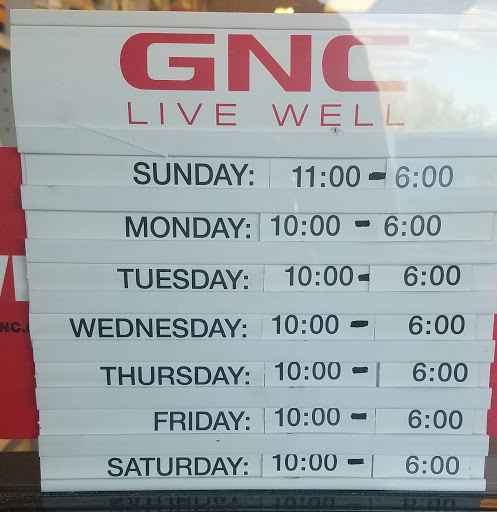 GNC
LIVE WELL
SUNDAY: 11:00 - 6:00
MONDAY: 10:00 - 6:00
TUESDAY: 10:00 - 6:00
WEDNESDAY: 10:00 - 6:00
NC.
THURSDAY: 10:00 - 6:00
FRIDAY: 10:00 - 6:00
SATURDAY: 10:00 - 6:00